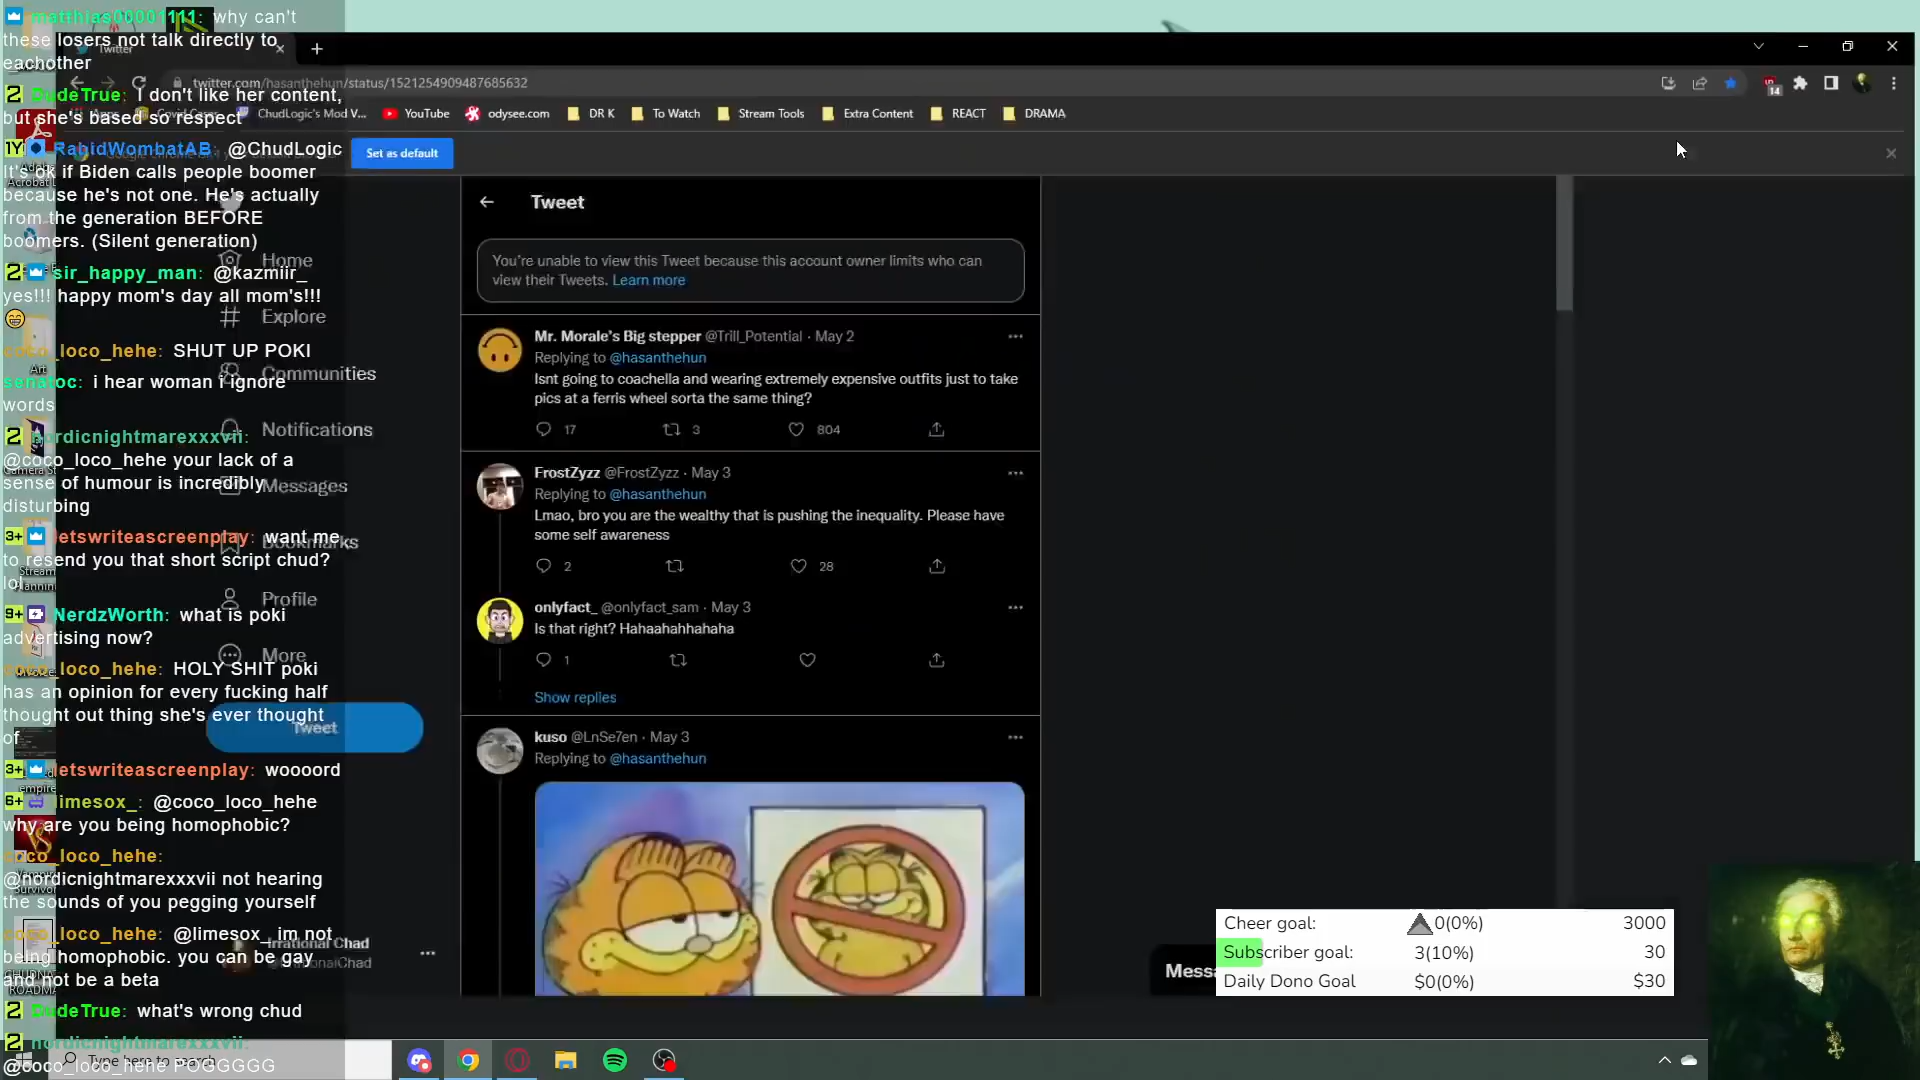 matthias00001111: why can't
these losers not talk directly to
eachother
DudeTrue: I don't like her content,
but she's based so respect
RabidWombatAB: @ChudLogic
It's ok if Biden calls people boomer
because he's not one. He's actually
from the generation BEFORE
boomers. (Silent generation)
sir_happy_man: @kazmiir_
yes!!! happy mom's day all mom's!!!
coco_loco_hehe: SHUT UP POKI
senatoc: i hear woman i ignore
words
nordicnightmarexxxvii:
@coco_loco_hehe your lack of a
sense of humour is incredibly
disturbing
letswriteascreenplay: want me
to resend you that short script chud?
lol
NerdzWorth: what is poki
advertising now?
coco_loco_hehe: HOLY SHIT poki
has an opinion for every fucking half
thought out thing she's ever thought
of
letswriteascreenplay: woooord
limesox_: @coco_loco_hehe
why are you being homophobic?
coco_loco_hehe:
@nordicnightmarexxxvii not hearing
the sounds of you pegging yourself
coco_loco_hehe: @limesox_ im not
being homophobic. you can be gay
and not be a beta
DudeTrue: what's wrong chud
nordicnightmarexxxvii:
@coco_loco_hehe POGGGGG
Twitter
twitter.com/hasanthehun/status/1521254909487685632
ChudLogic's Mod V...
YouTube
odysee.com
DR K
To Watch
Stream Tools
Extra Content
REACT
DRAMA
Set as default
Home
Explore
Communities
Notifications
Messages
Bookmarks
Profile
More
Tweet
Irrational Chad
Type here to search
Tweet
You're unable to view this Tweet because this account owner limits who can
view their Tweets. Learn more
Mr. Morale's Big stepper @Trill_Potential · May 2
Replying to @hasanthehun
Isnt going to coachella and wearing extremely expensive outfits just to take
pics at a ferris wheel sorta the same thing?
17 3 804
FrostZyzz @FrostZyzz · May 3
Replying to @hasanthehun
Lmao, bro you are the wealthy that is pushing the inequality. Please have
some self awareness
2 28
onlyfact_ @onlyfact_sam · May 3
Is that right? Hahaahahhahaha
1
Show replies
kuso @LnSe7en · May 3
Replying to @hasanthehun
Messa
Cheer goal: 0(0%) 3000
Subscriber goal: 3(10%) 30
Daily Dono Goal $0(0%) $30